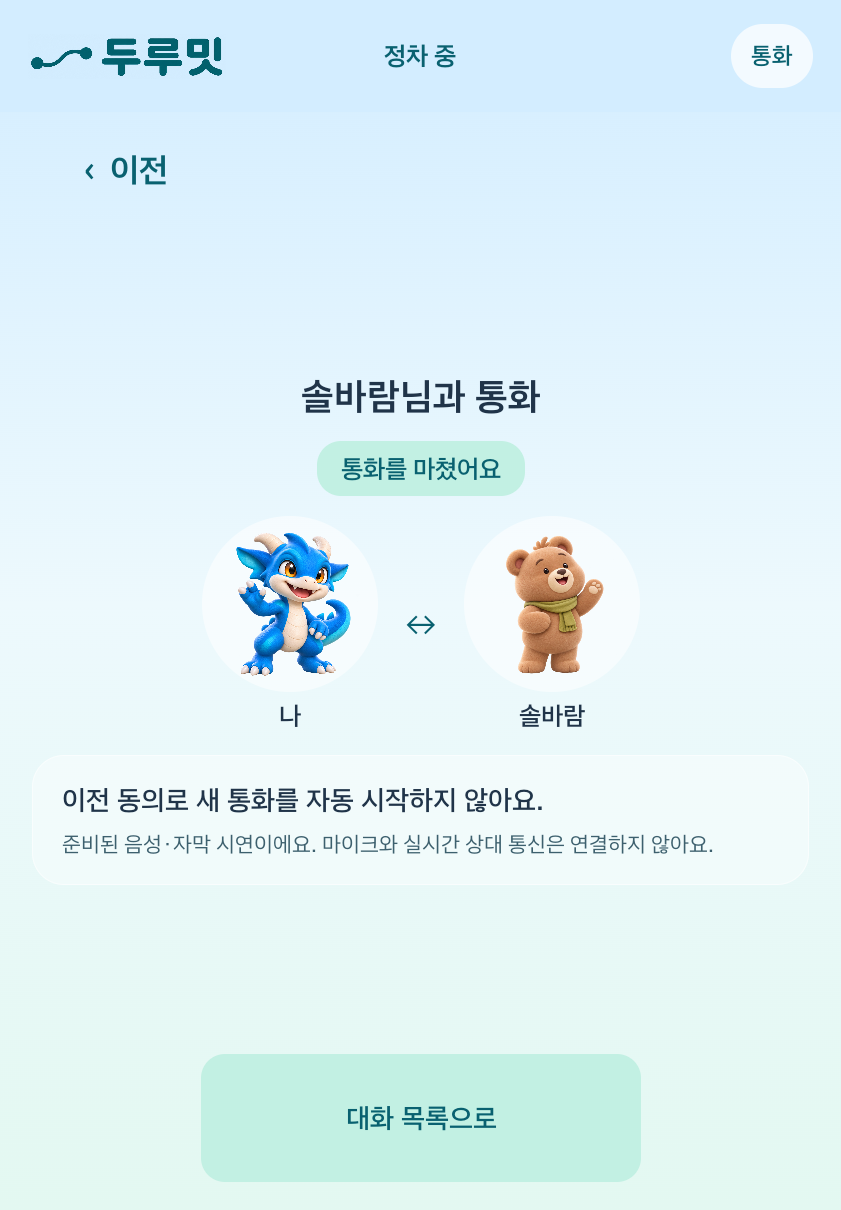 두루밋
정차 중
통화
‹ 이전
솔바람님과 통화
통화를 마쳤어요
나
솔바람
이전 동의로 새 통화를 자동 시작하지 않아요.
준비된 음성·자막 시연이에요. 마이크와 실시간 상대 통신은 연결하지 않아요.
대화 목록으로